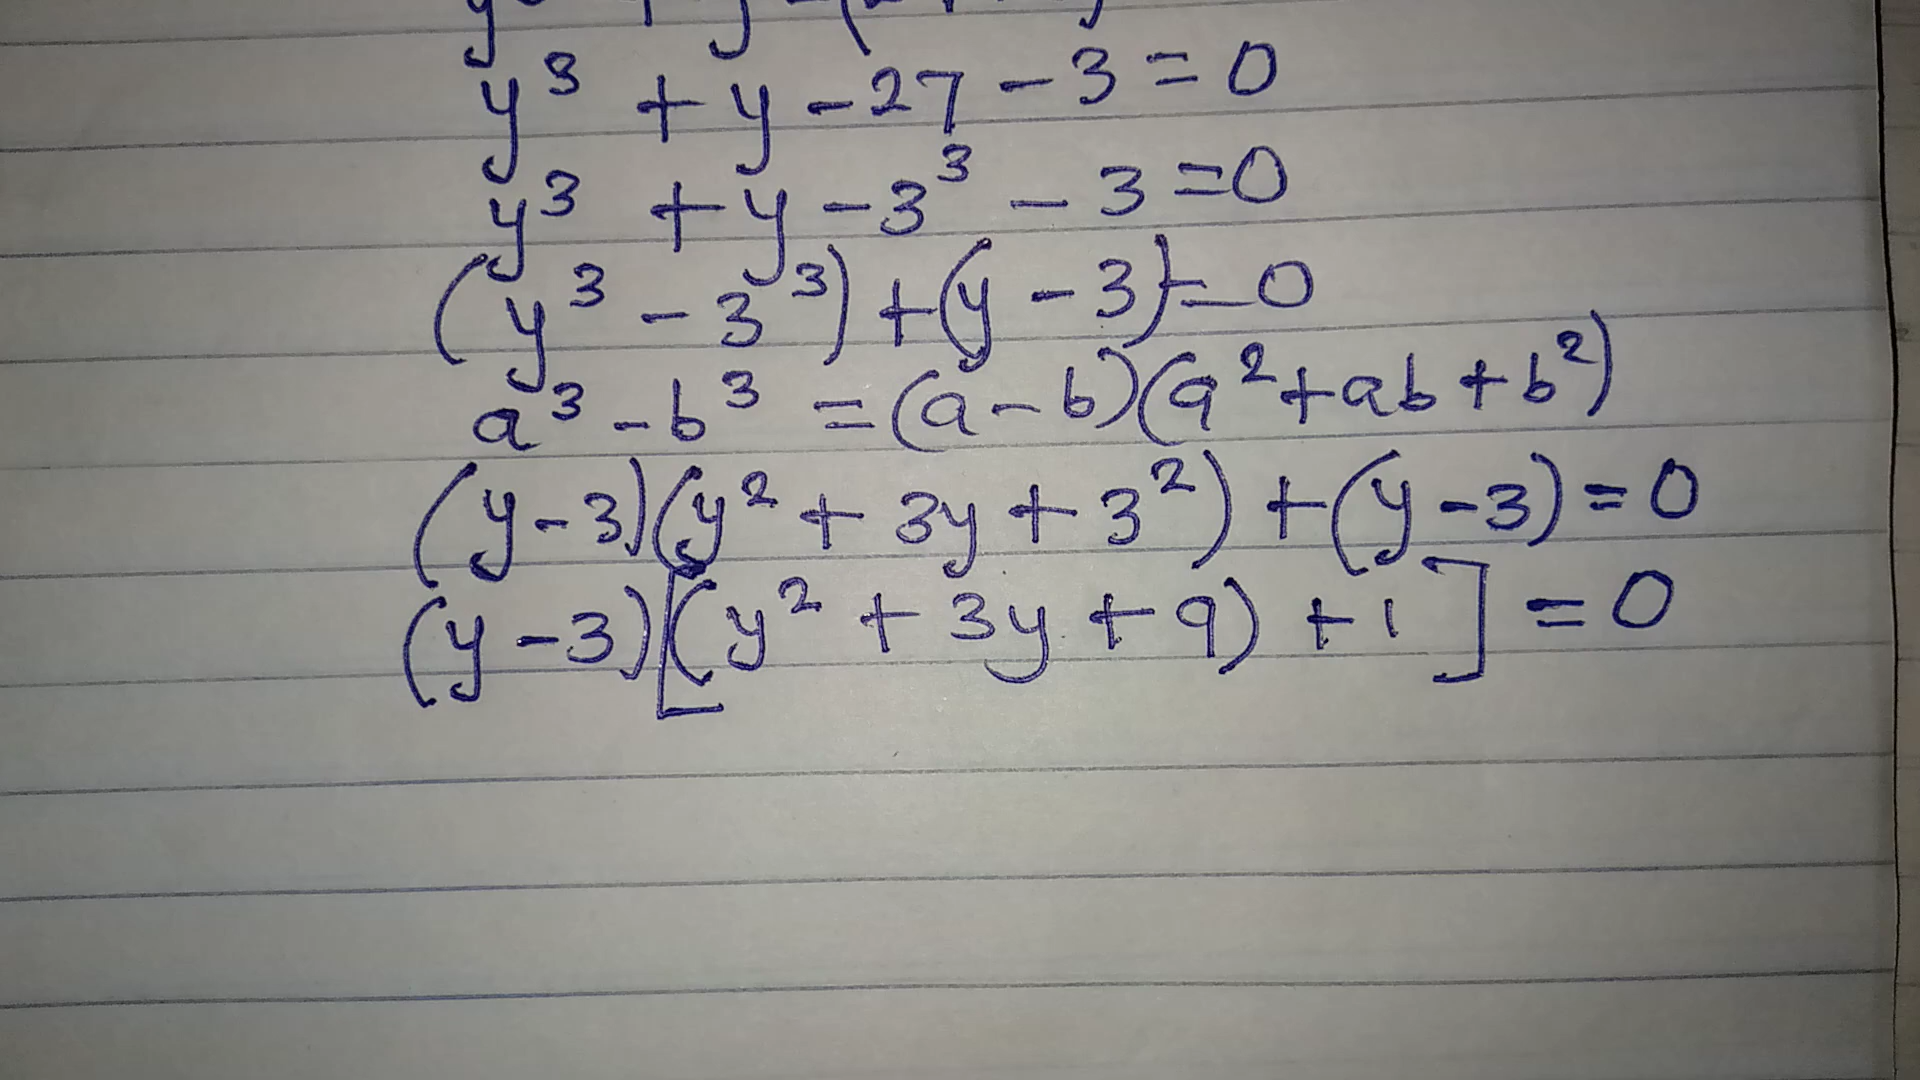 y³ + y - 27 - 3 = 0
y³ + y - 3³ - 3 = 0
(y³ - 3³) + (y - 3) = 0
a³ - b³ = (a - b)(a² + ab + b²)
(y - 3)(y² + 3y + 3²) + (y - 3) = 0
(y - 3)[(y² + 3y + 9) + 1] = 0